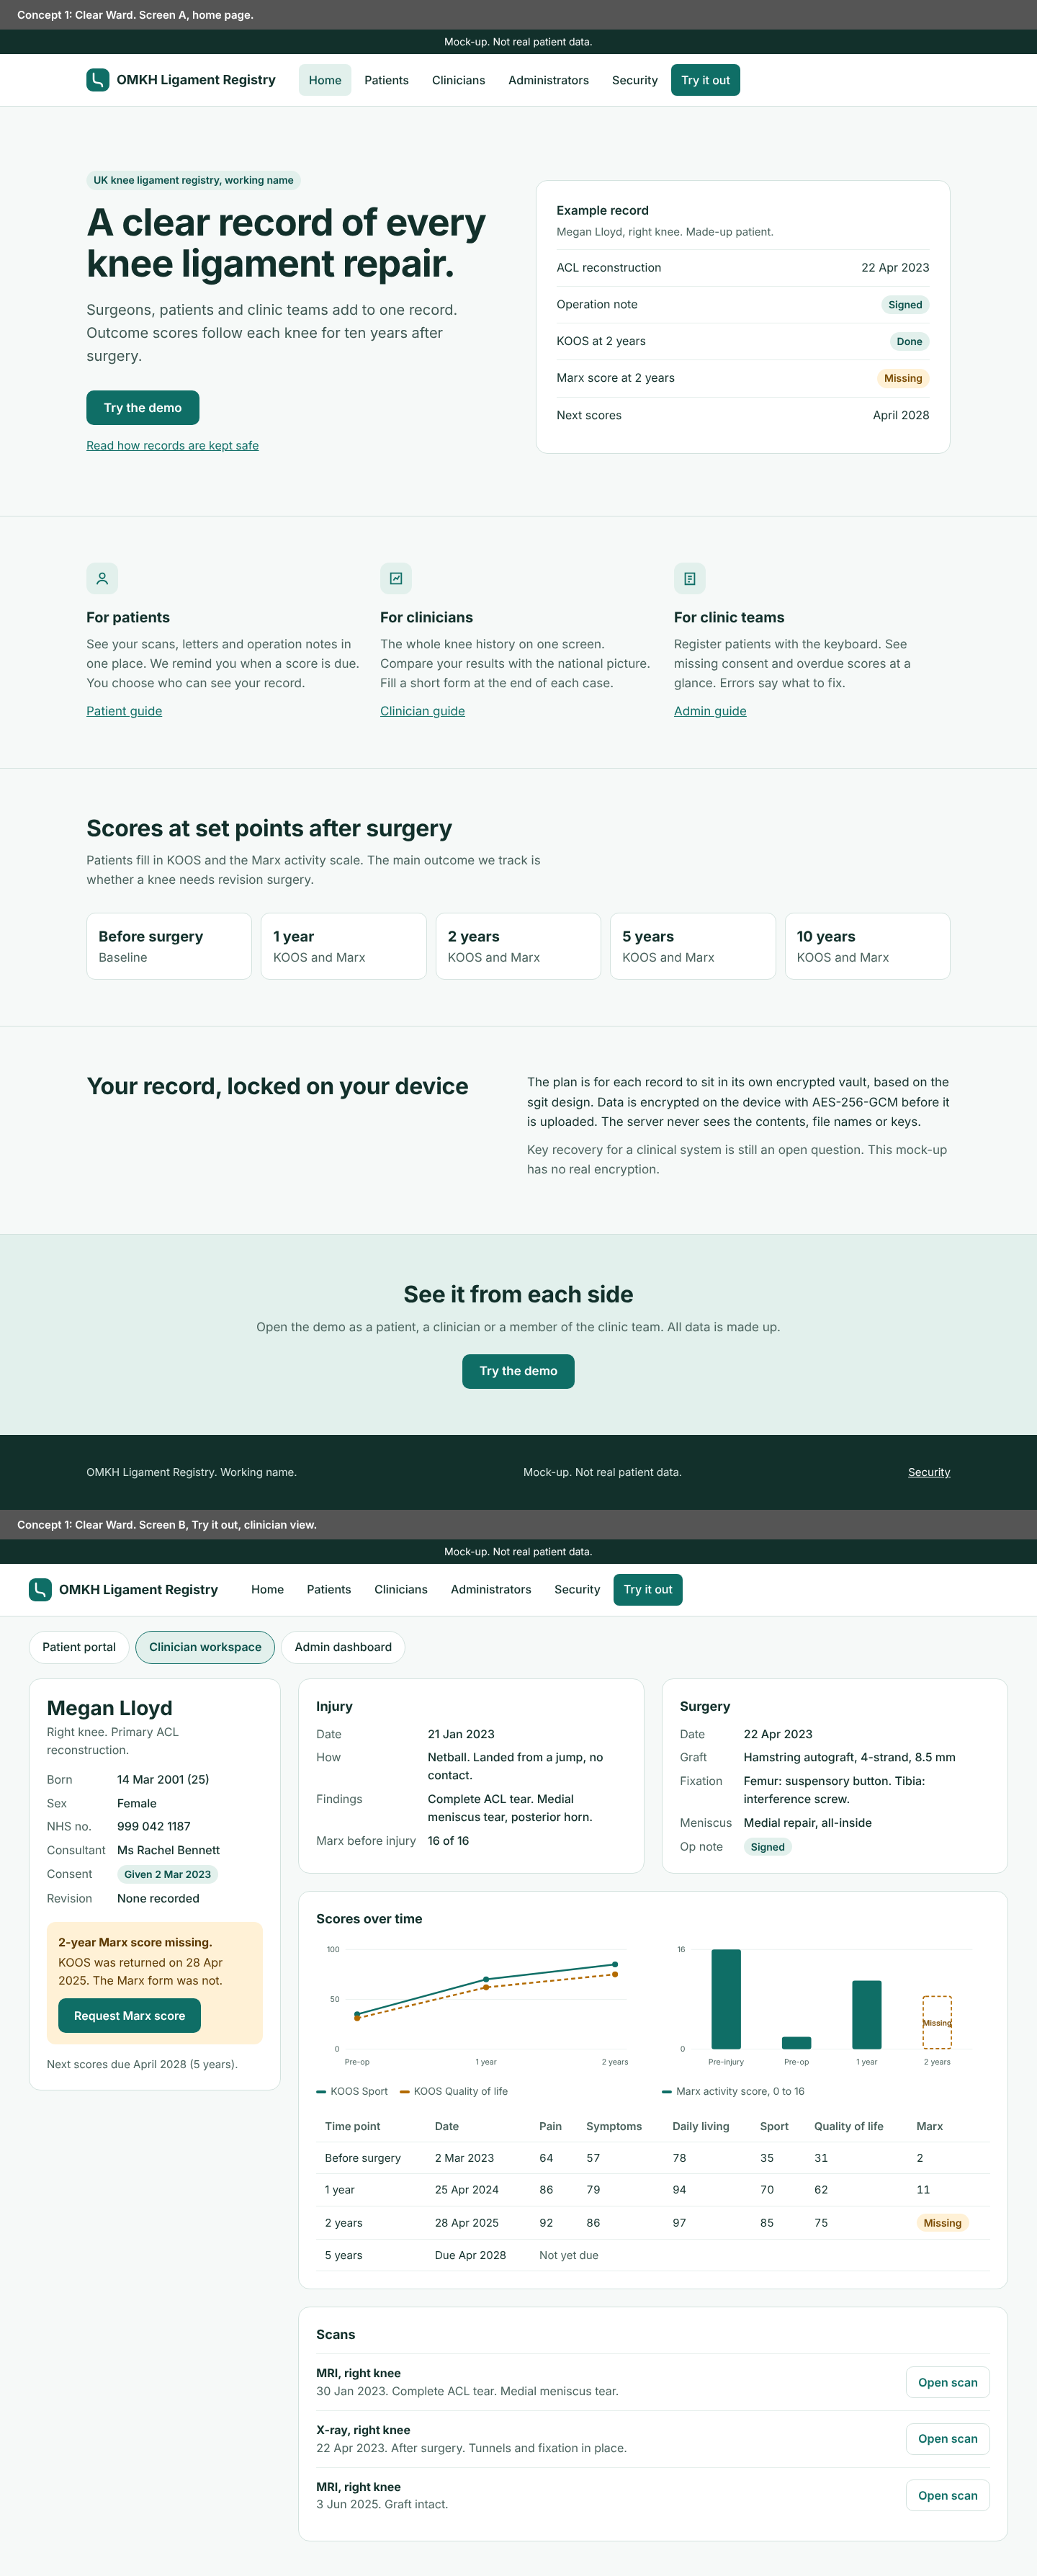 Concept 1: Clear Ward. Screen A, home page.
Mock-up. Not real patient data.
OMKH Ligament Registry
Home
Patients
Clinicians
Administrators
Security
Try it out
UK knee ligament registry, working name
A clear record of every
knee ligament repair.
Surgeons, patients and clinic teams add to one record.
Outcome scores follow each knee for ten years after
surgery.
Try the demo
Read how records are kept safe
Example record
Megan Lloyd, right knee. Made-up patient.
ACL reconstruction 22 Apr 2023
Operation note Signed
KOOS at 2 years Done
Marx score at 2 years Missing
Next scores April 2028
For patients
See your scans, letters and operation notes in
one place. We remind you when a score is due.
You choose who can see your record.
Patient guide
For clinicians
The whole knee history on one screen.
Compare your results with the national picture.
Fill a short form at the end of each case.
Clinician guide
For clinic teams
Register patients with the keyboard. See
missing consent and overdue scores at a
glance. Errors say what to fix.
Admin guide
Scores at set points after surgery
Patients fill in KOOS and the Marx activity scale. The main outcome we track is
whether a knee needs revision surgery.
Before surgery
Baseline
1 year
KOOS and Marx
2 years
KOOS and Marx
5 years
KOOS and Marx
10 years
KOOS and Marx
Your record, locked on your device
The plan is for each record to sit in its own encrypted vault, based on the
sgit design. Data is encrypted on the device with AES-256-GCM before it
is uploaded. The server never sees the contents, file names or keys.
Key recovery for a clinical system is still an open question. This mock-up
has no real encryption.
See it from each side
Open the demo as a patient, a clinician or a member of the clinic team. All data is made up.
Try the demo
OMKH Ligament Registry. Working name.
Mock-up. Not real patient data.
Security
Concept 1: Clear Ward. Screen B, Try it out, clinician view.
Mock-up. Not real patient data.
OMKH Ligament Registry
Home
Patients
Clinicians
Administrators
Security
Try it out
Patient portal
Clinician workspace
Admin dashboard
Megan Lloyd
Right knee. Primary ACL
reconstruction.
Born 14 Mar 2001 (25)
Sex Female
NHS no. 999 042 1187
Consultant Ms Rachel Bennett
Consent Given 2 Mar 2023
Revision None recorded
2-year Marx score missing.
KOOS was returned on 28 Apr
2025. The Marx form was not.
Request Marx score
Next scores due April 2028 (5 years).
Injury
Date 21 Jan 2023
How Netball. Landed from a jump, no
contact.
Findings Complete ACL tear. Medial
meniscus tear, posterior horn.
Marx before injury 16 of 16
Surgery
Date 22 Apr 2023
Graft Hamstring autograft, 4-strand, 8.5 mm
Fixation Femur: suspensory button. Tibia:
interference screw.
Meniscus Medial repair, all-inside
Op note Signed
Scores over time
100
50
0
Pre-op 1 year 2 years
KOOS Sport KOOS Quality of life
16
0
Missing
Pre-injury Pre-op 1 year 2 years
Marx activity score, 0 to 16
Time point Date Pain Symptoms Daily living Sport Quality of life Marx
Before surgery 2 Mar 2023 64 57 78 35 31 2
1 year 25 Apr 2024 86 79 94 70 62 11
2 years 28 Apr 2025 92 86 97 85 75 Missing
5 years Due Apr 2028 Not yet due
Scans
MRI, right knee
30 Jan 2023. Complete ACL tear. Medial meniscus tear.
Open scan
X-ray, right knee
22 Apr 2023. After surgery. Tunnels and fixation in place.
Open scan
MRI, right knee
3 Jun 2025. Graft intact.
Open scan